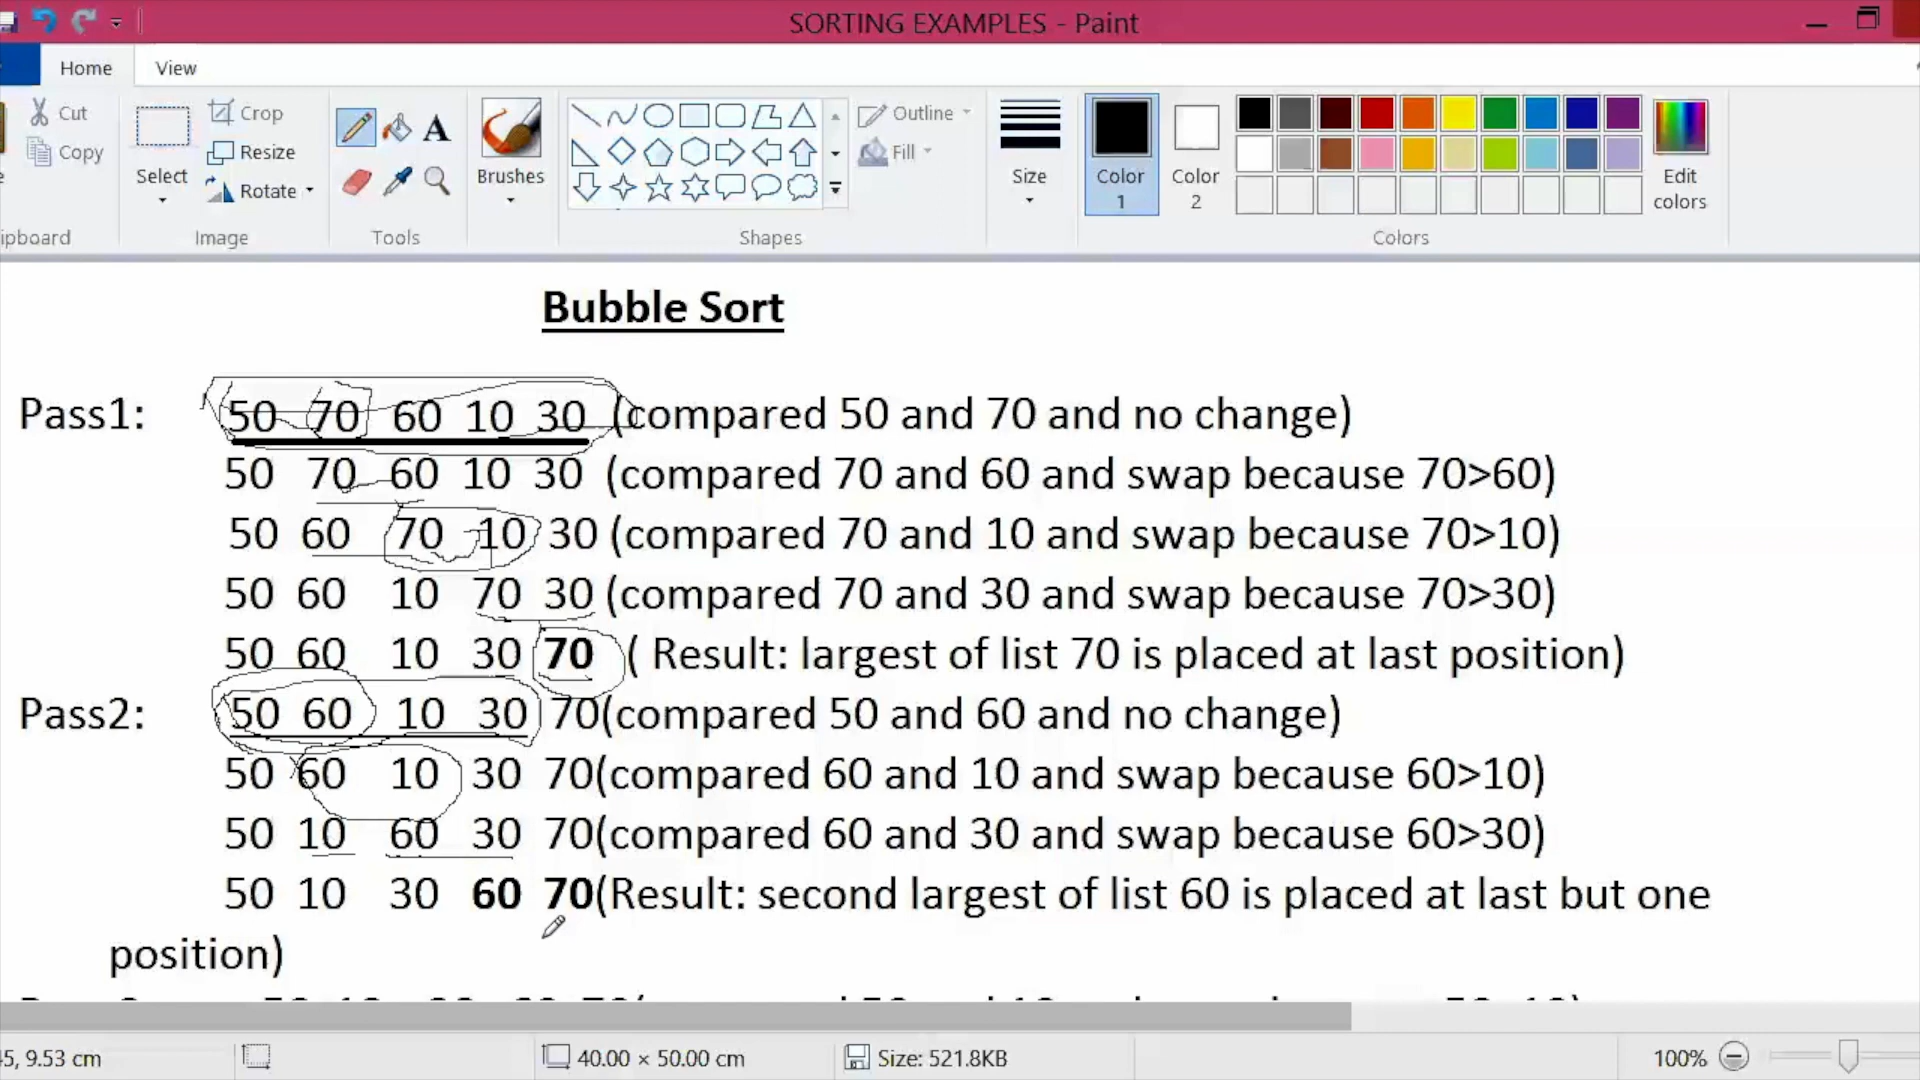 SORTING EXAMPLES - Paint
Home View
Cut
Copy
Select
Crop
Resize
Rotate
Brushes
Outline
Fill
Size
Color 1
Color 2
Edit colors
Image
Tools
Shapes
Colors
Bubble Sort
Pass1: 50 70 60 10 30 (compared 50 and 70 and no change)
50 70 60 10 30 (compared 70 and 60 and swap because 70>60)
50 60 70 10 30 (compared 70 and 10 and swap because 70>10)
50 60 10 70 30 (compared 70 and 30 and swap because 70>30)
50 60 10 30 70 ( Result: largest of list 70 is placed at last position)
Pass2: 50 60 10 30 70(compared 50 and 60 and no change)
50 60 10 30 70(compared 60 and 10 and swap because 60>10)
50 10 60 30 70(compared 60 and 30 and swap because 60>30)
50 10 30 60 70(Result: second largest of list 60 is placed at last but one
position)
9.53 cm
40.00 × 50.00 cm
Size: 521.8KB
100%